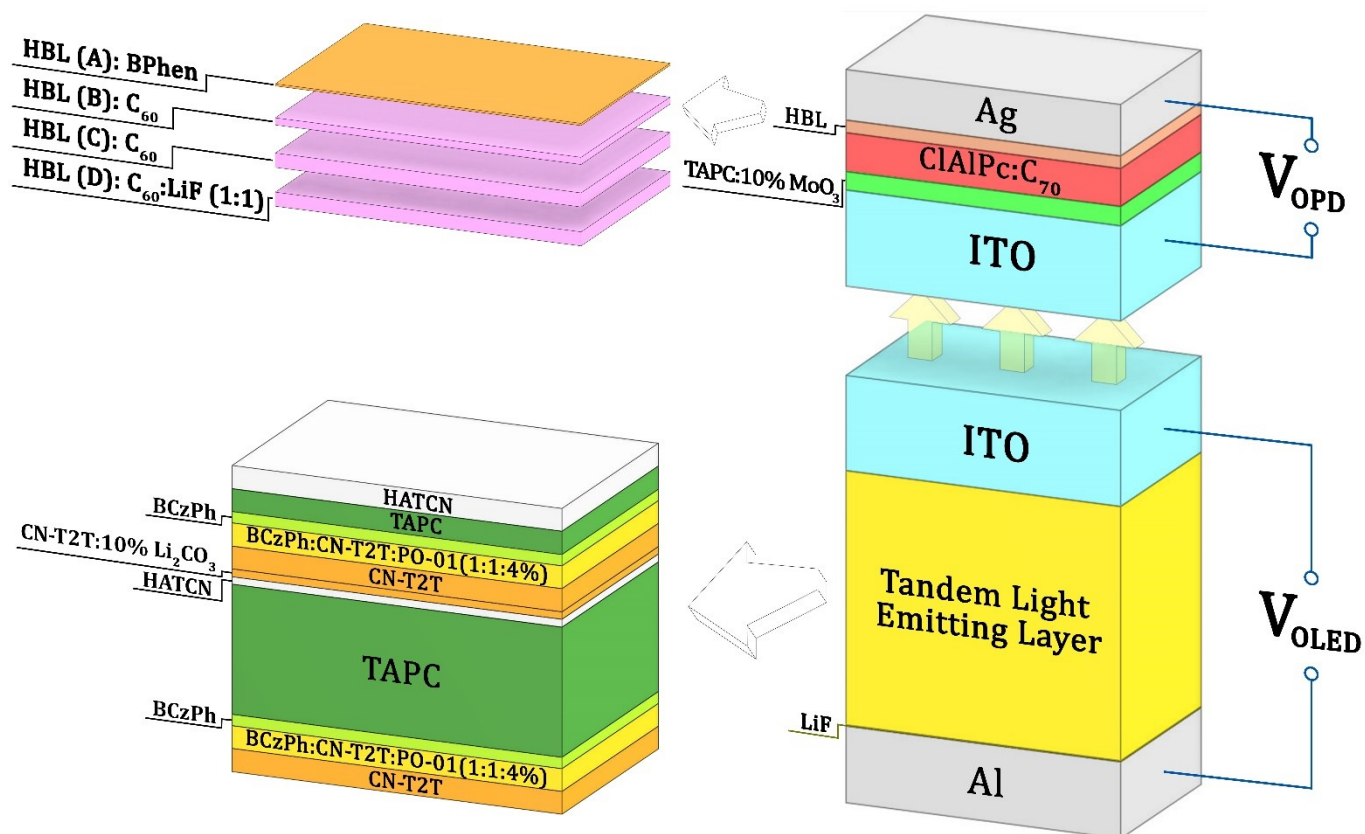 HBL (A): BPhen
HBL (B): C₆₀
HBL (C): C₆₀
HBL (D): C₆₀:LiF (1:1)
Ag
HBL
ClAlPc:C₇₀
TAPC:10% MoO₃
ITO
V_OPD
ITO
Tandem Light
Emitting Layer
LiF
Al
V_OLED
HATCN
TAPC
BCzPh
BCzPh:CN-T2T:PO-01(1:1:4%)
CN-T2T:10% Li₂CO₃
CN-T2T
HATCN
TAPC
BCzPh
BCzPh:CN-T2T:PO-01(1:1:4%)
CN-T2T